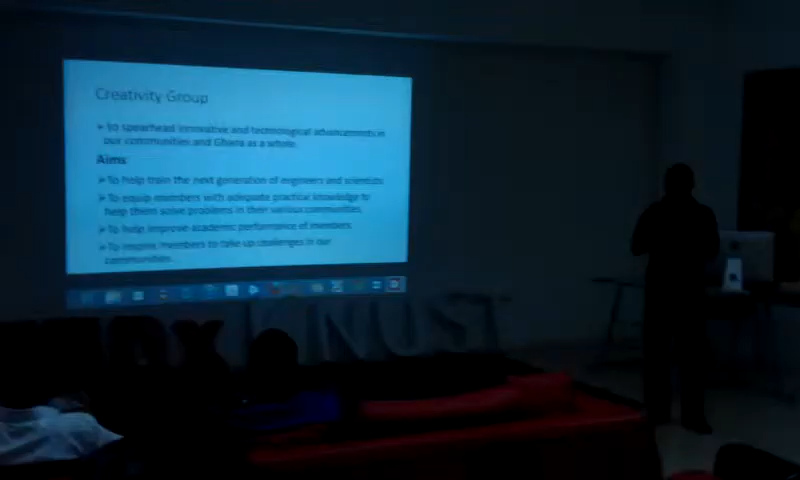 Creativity Group
➢ To spearhead innovative and technological advancements in
our communities and Ghana as a whole.
Aims:
➢ To help train the next generation of engineers and scientists
➢ To equip members with adequate practical knowledge to
help them solve problems in their various communities
➢ To help improve academic performance of members
➢ To inspire members to take up challenges in our
communities.
X KNUST